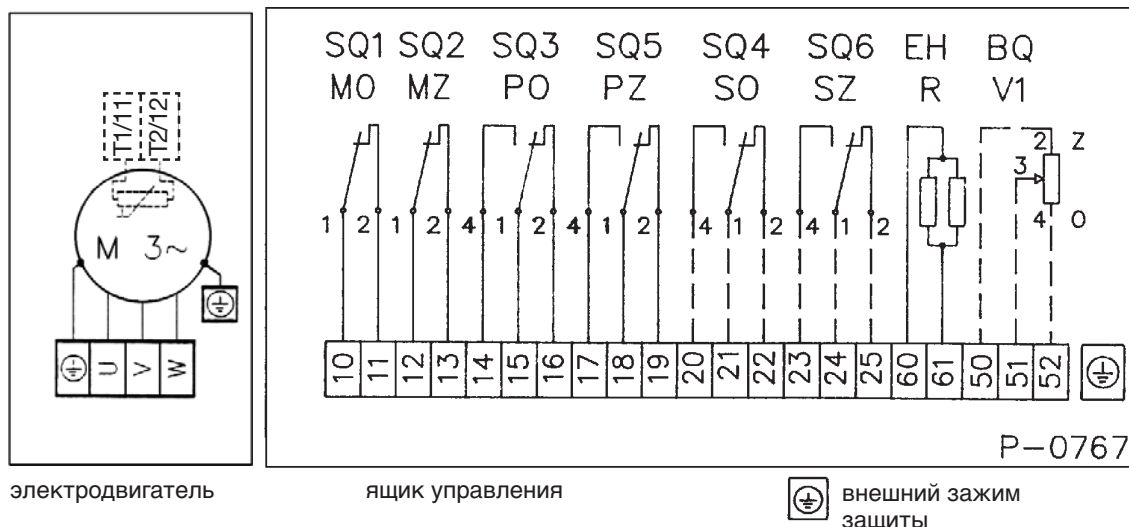 T1/11
T2/12
M 3~
U V W
электродвигатель
SQ1 SQ2 SQ3 SQ5 SQ4 SQ6 EH BQ
MO MZ PO PZ SO SZ R V1
2 Z
3
4 O
1 2 1 2 4 1 2 4 1 2 4 1 2 4 1 2
10 11 12 13 14 15 16 17 18 19 20 21 22 23 24 25 60 61 50 51 52
P-0767
ящик управления
внешний зажим
защиты